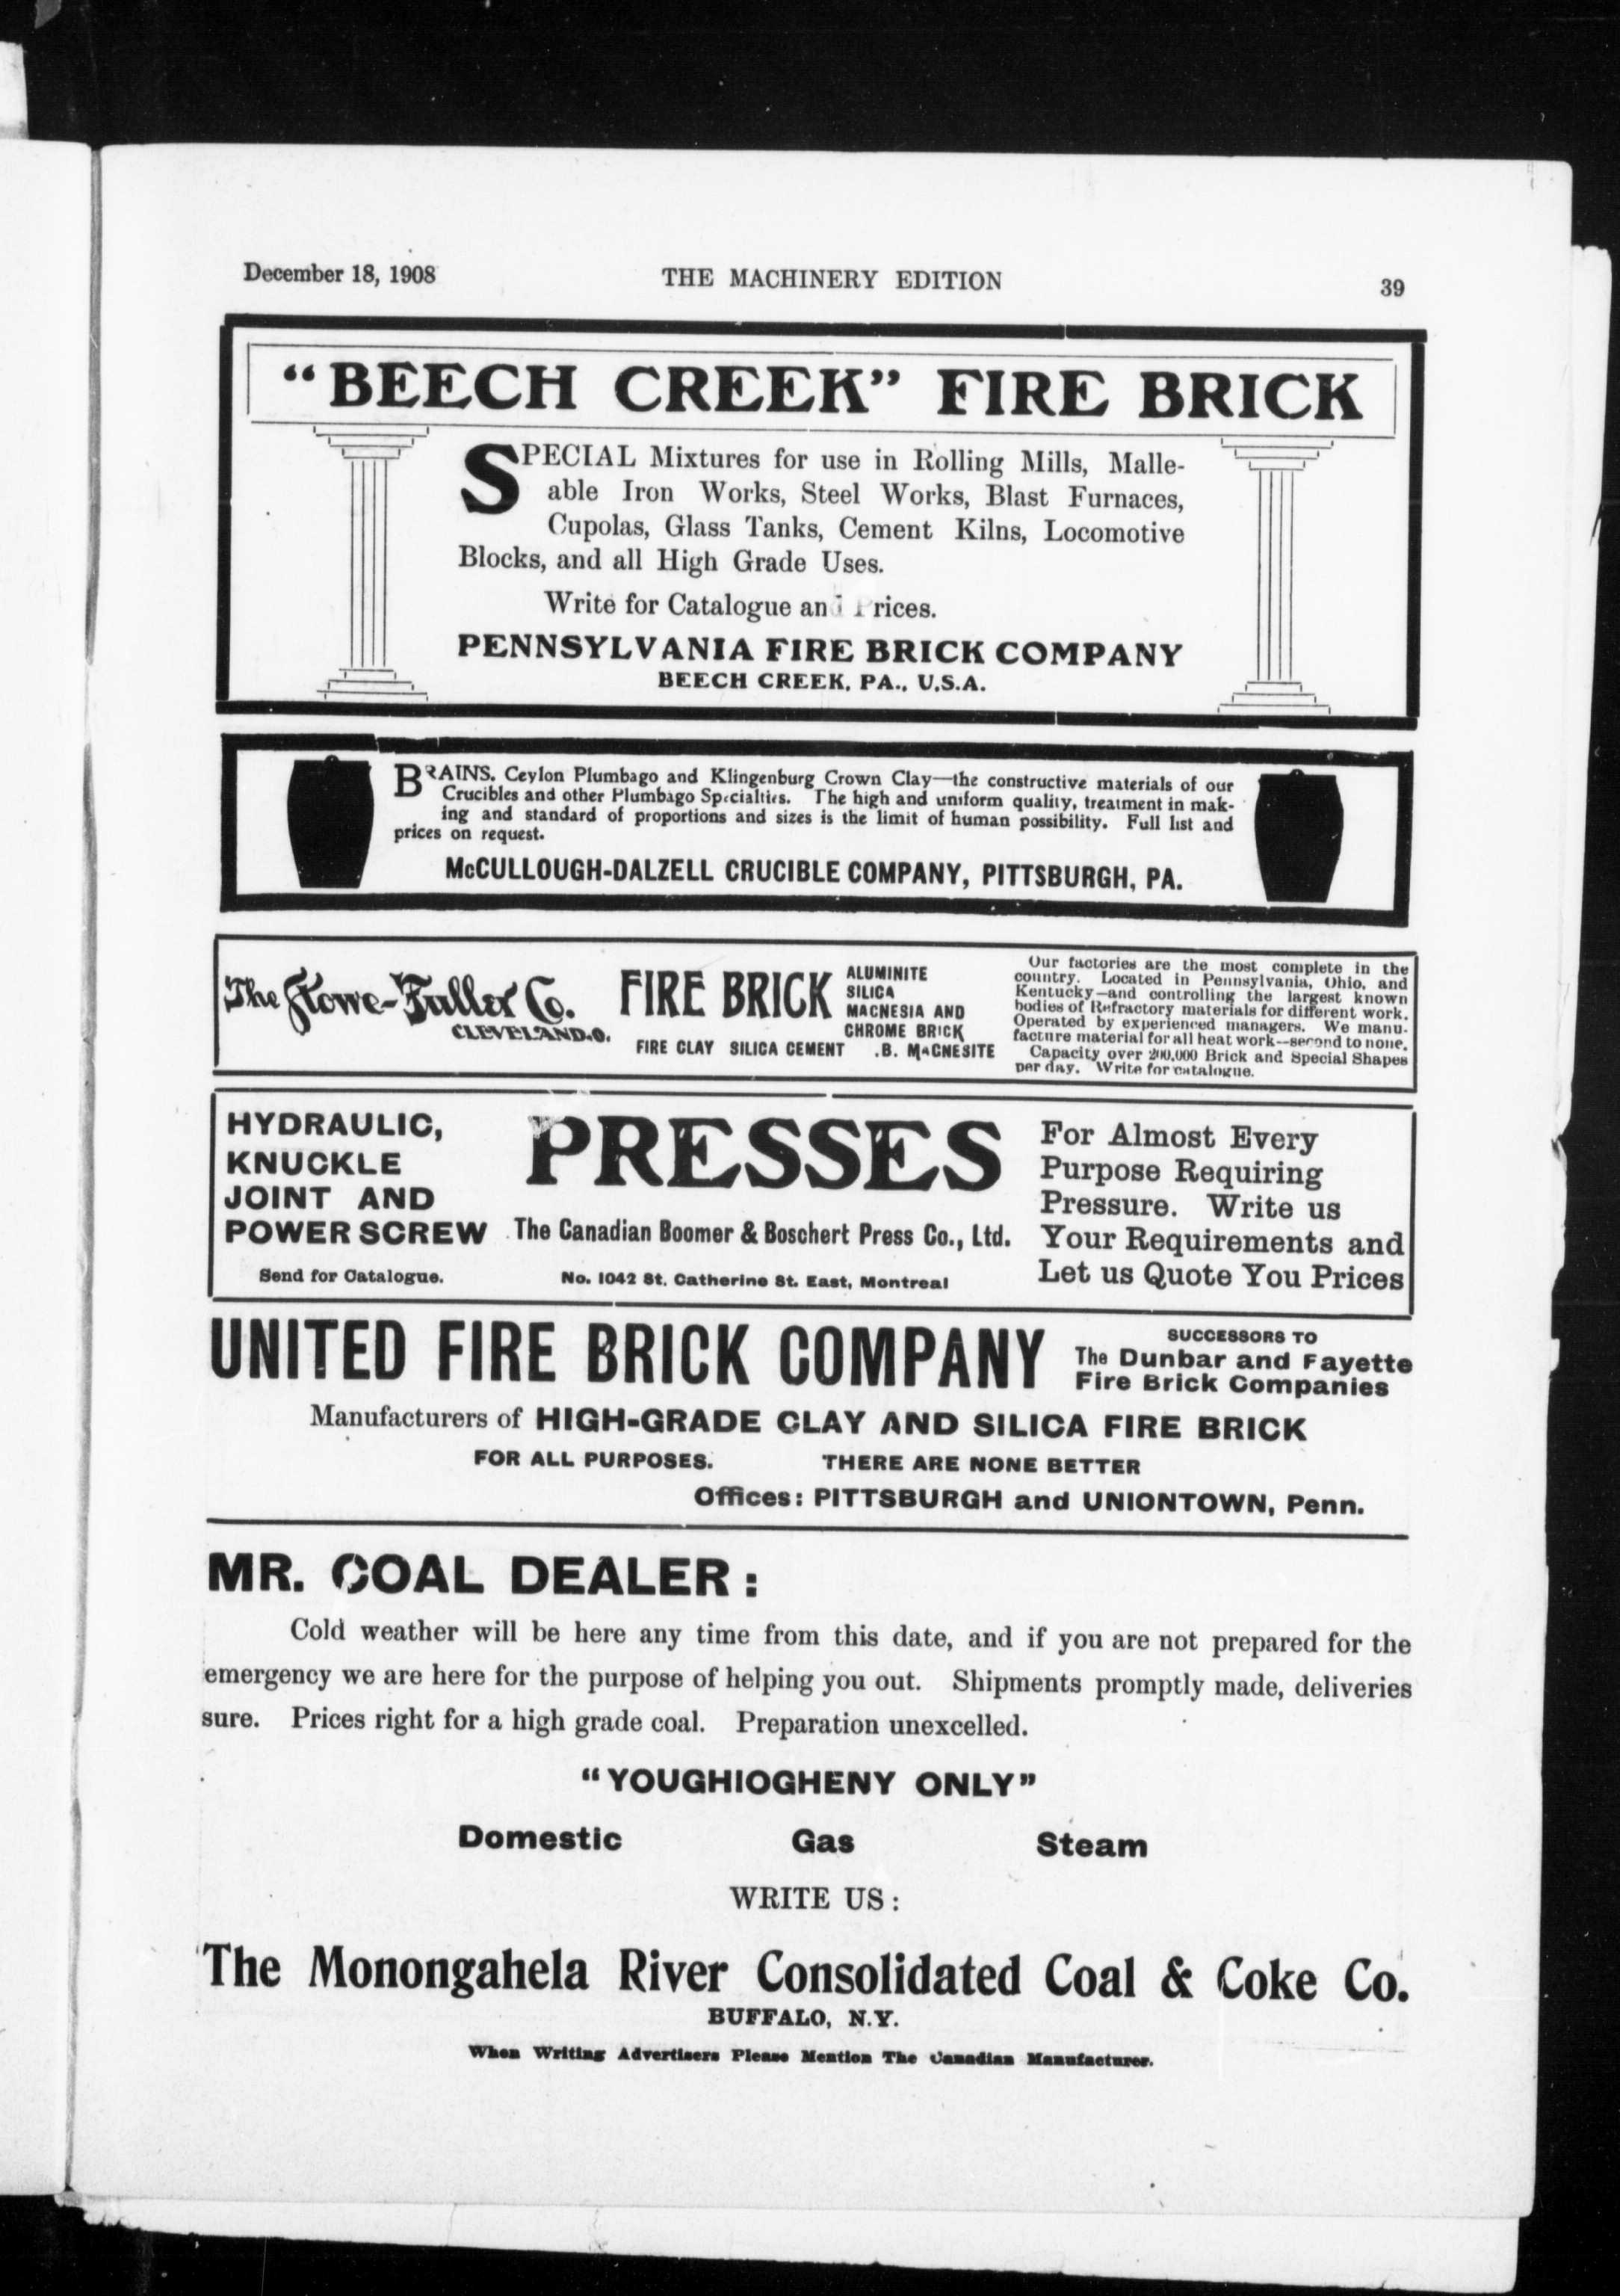 December 18, 1908
THE MACHINERY EDITION
39
"BEECH CREEK" FIRE BRICK
SPECIAL Mixtures for use in Rolling Mills, Malle-
able Iron Works, Steel Works, Blast Furnaces,
Cupolas, Glass Tanks, Cement Kilns, Locomotive
Blocks, and all High Grade Uses.
Write for Catalogue and Prices.
PENNSYLVANIA FIRE BRICK COMPANY
BEECH CREEK, PA., U.S.A.
BRAINS. Ceylon Plumbago and Klingenburg Crown Clay—the constructive materials of our
Crucibles and other Plumbago Specialties. The high and uniform quality, treatment in mak-
ing and standard of proportions and sizes is the limit of human possibility. Full list and
prices on request.
McCULLOUGH-DALZELL CRUCIBLE COMPANY, PITTSBURGH, PA.
The Stowe-Fuller Co.
CLEVELAND.O.
FIRE BRICK
ALUMINITE
SILICA
MAGNESIA AND
CHROME BRICK
FIRE CLAY SILICA CEMENT .B. MAGNESITE
Our factories are the most complete in the
country. Located in Pennsylvania, Ohio, and
Kentucky—and controlling the largest known
bodies of Refractory materials for different work.
Operated by experienced managers. We manu-
facture material for all heat work--second to none.
Capacity over 200,000 Brick and Special Shapes
per day. Write for catalogue.
HYDRAULIC,
KNUCKLE
JOINT AND
POWER SCREW
Send for Catalogue.
PRESSES
The Canadian Boomer & Boschert Press Co., Ltd.
No. 1042 St. Catherine St. East, Montreal
For Almost Every
Purpose Requiring
Pressure. Write us
Your Requirements and
Let us Quote You Prices
UNITED FIRE BRICK COMPANY
SUCCESSORS TO
The Dunbar and Fayette
Fire Brick Companies
Manufacturers of HIGH-GRADE CLAY AND SILICA FIRE BRICK
FOR ALL PURPOSES. THERE ARE NONE BETTER
Offices: PITTSBURGH and UNIONTOWN, Penn.
MR. COAL DEALER:
Cold weather will be here any time from this date, and if you are not prepared for the
emergency we are here for the purpose of helping you out. Shipments promptly made, deliveries
sure. Prices right for a high grade coal. Preparation unexcelled.
"YOUGHIOGHENY ONLY"
Domestic Gas Steam
WRITE US:
The Monongahela River Consolidated Coal & Coke Co.
BUFFALO, N.Y.
When Writing Advertisers Please Mention The Canadian Manufacturer.